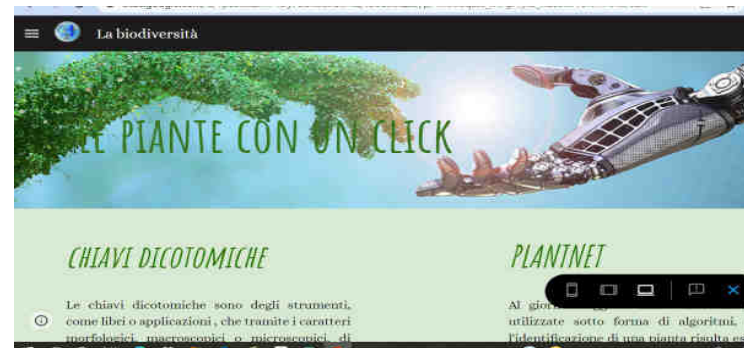 La biodiversità
LE PIANTE CON UN CLICK
CHIAVI DICOTOMICHE
Le chiavi dicotomiche sono degli strumenti,
come libri o applicazioni , che tramite i caratteri
morfologici, macroscopici o microscopici, di
PLANTNET
Al
utilizzate sotto forma di algoritmi,
l'identificazione di una pianta risulta